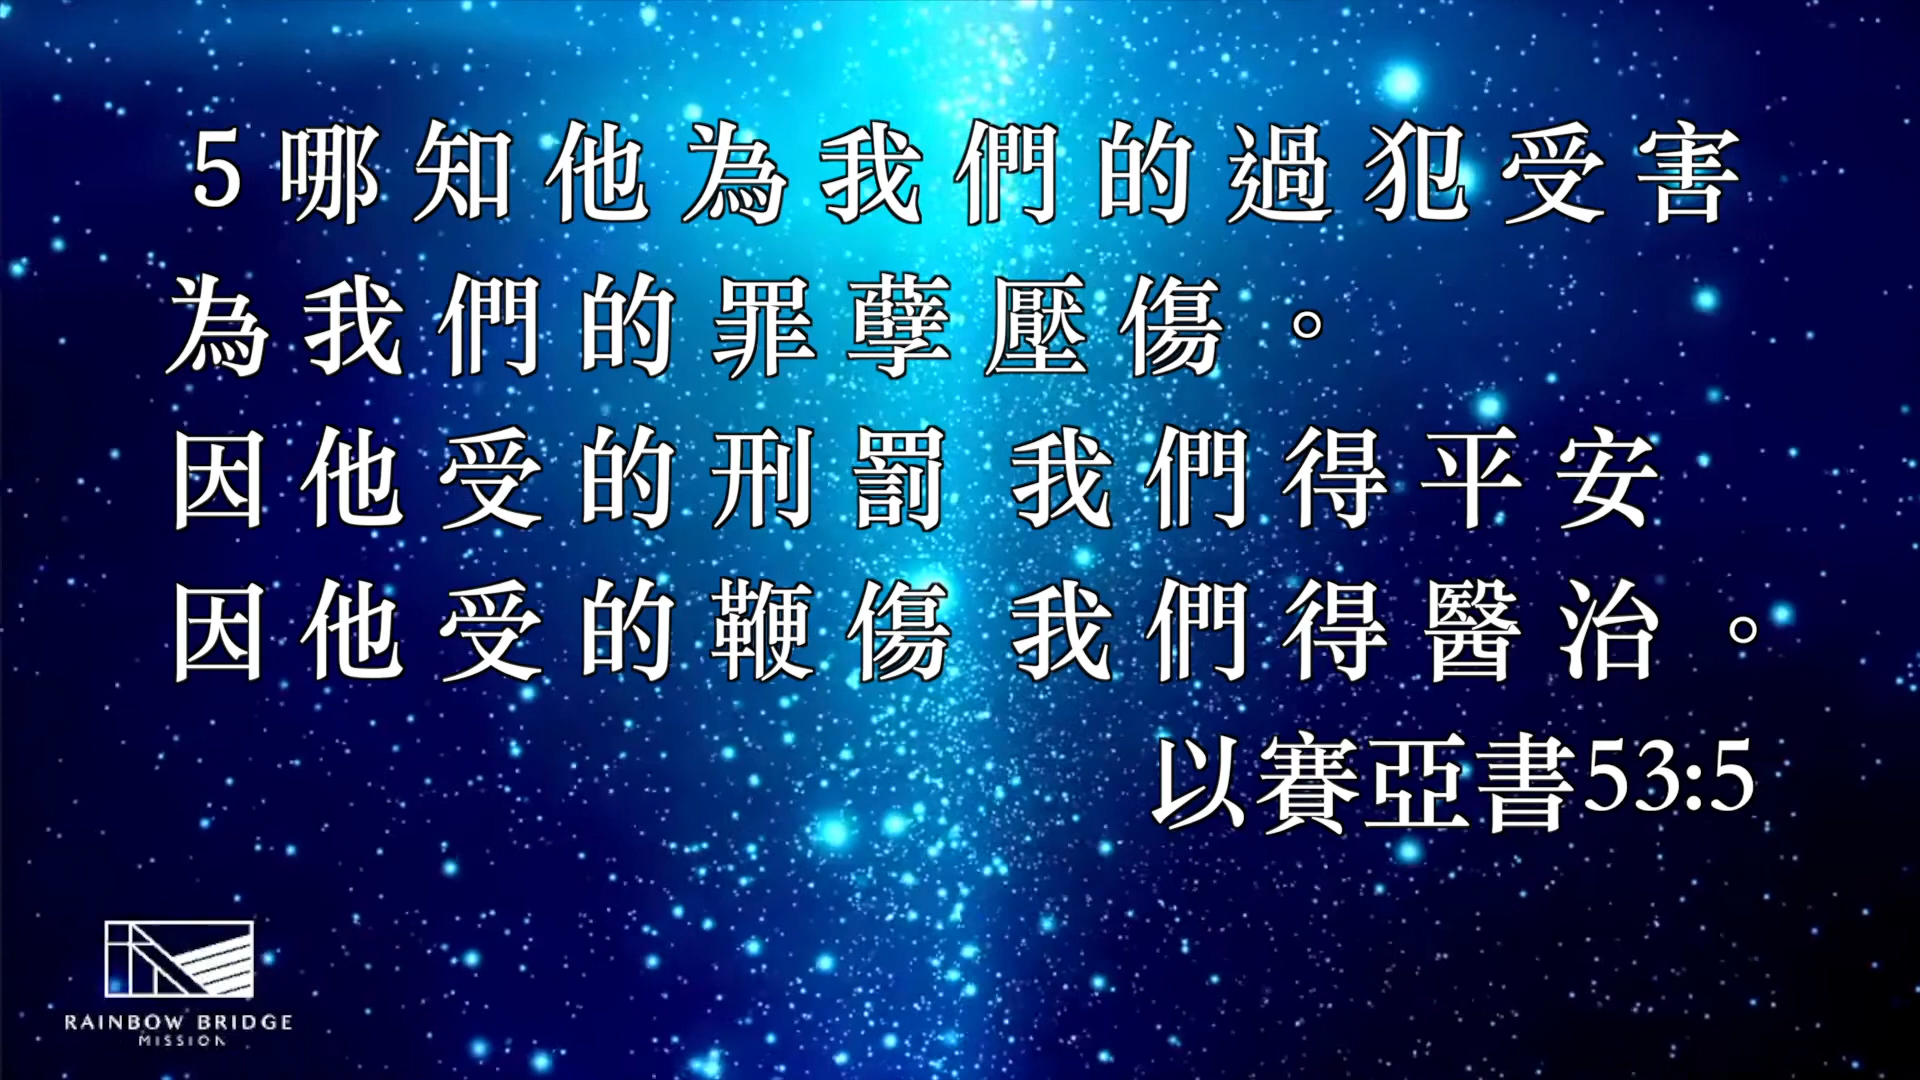 5哪知他為我們的過犯受害
為我們的罪孽壓傷。
因他受的刑罰 我們得平安
因他受的鞭傷 我們得醫治。
以賽亞書53:5
RAINBOW BRIDGE
MISSION